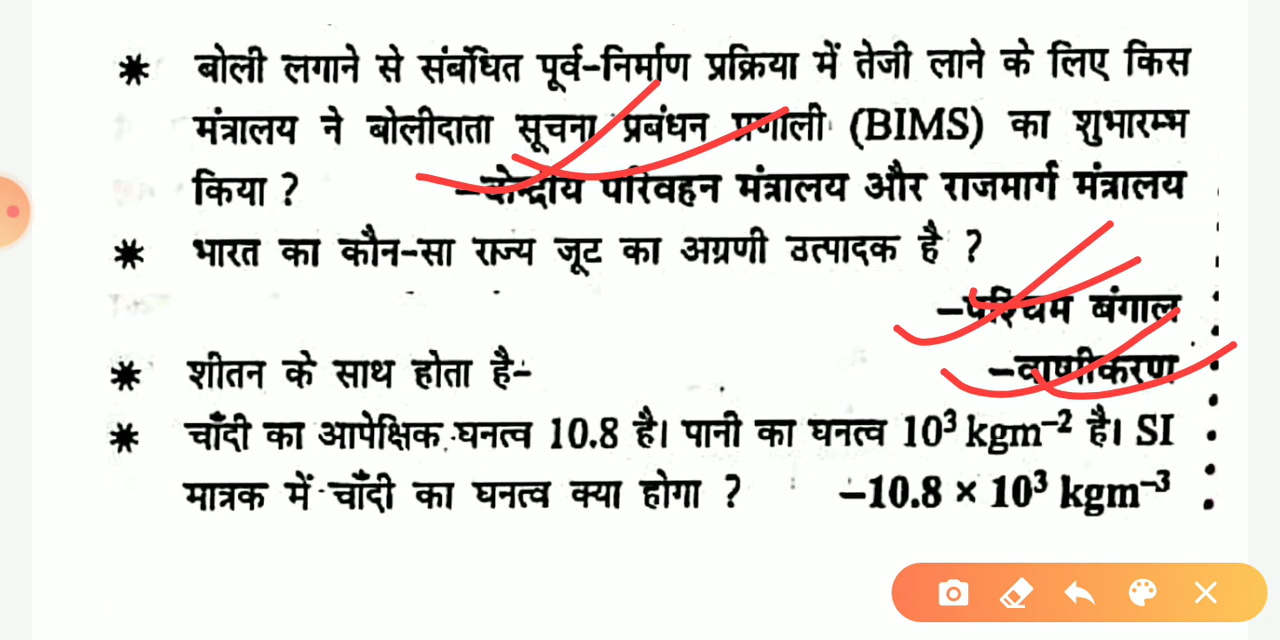 * बोली लगाने से संबंधित पूर्व-निर्माण प्रक्रिया में तेजी लाने के लिए किस
मंत्रालय ने बोलीदाता सूचना प्रबंधन प्रणाली (BIMS) का शुभारम्भ
किया ? –केन्द्रीय परिवहन मंत्रालय और राजमार्ग मंत्रालय
* भारत का कौन-सा राज्य जूट का अग्रणी उत्पादक है ?
–पश्चिम बंगाल
* शीतन के साथ होता है– –वाष्पीकरण
* चाँदी का आपेक्षिक घनत्व 10.8 है। पानी का घनत्व 10³ kgm⁻² है। SI
मात्रक में चाँदी का घनत्व क्या होगा ? –10.8 × 10³ kgm⁻³